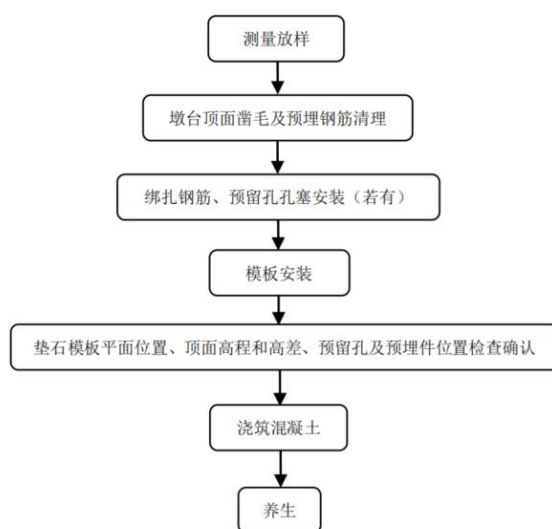 测量放样
墩台顶面凿毛及预埋钢筋清理
绑扎钢筋、预留孔孔塞安装（若有）
模板安装
垫石模板平面位置、顶面高程和高差、预留孔及预埋件位置检查确认
浇筑混凝土
养生